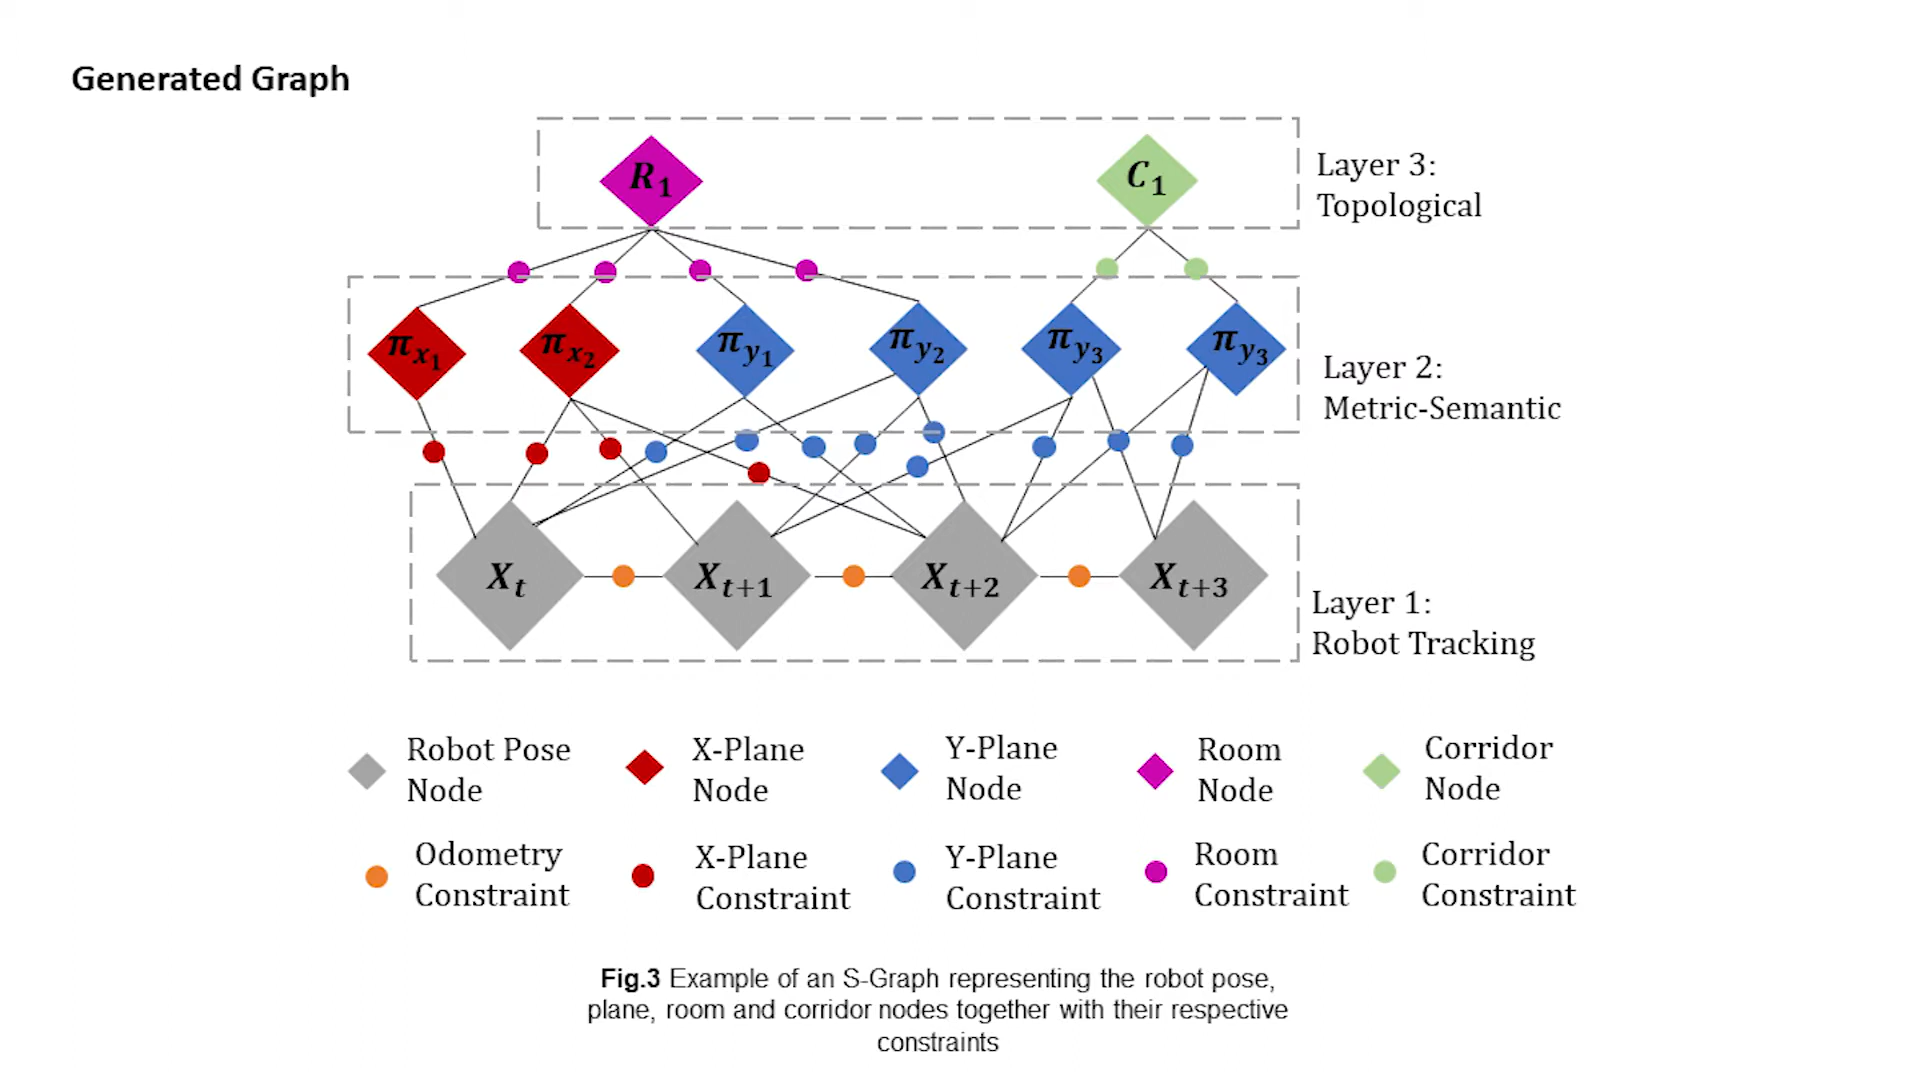 Generated Graph
R1
C1
Layer 3:
Topological
πx1
πx2
πy1
πy2
πy3
πy3
Layer 2:
Metric-Semantic
Xt
Xt+1
Xt+2
Xt+3
Layer 1:
Robot Tracking
Robot Pose
Node
X-Plane
Node
Y-Plane
Node
Room
Node
Corridor
Node
Odometry
Constraint
X-Plane
Constraint
Y-Plane
Constraint
Room
Constraint
Corridor
Constraint
Fig.3 Example of an S-Graph representing the robot pose,
plane, room and corridor nodes together with their respective
constraints